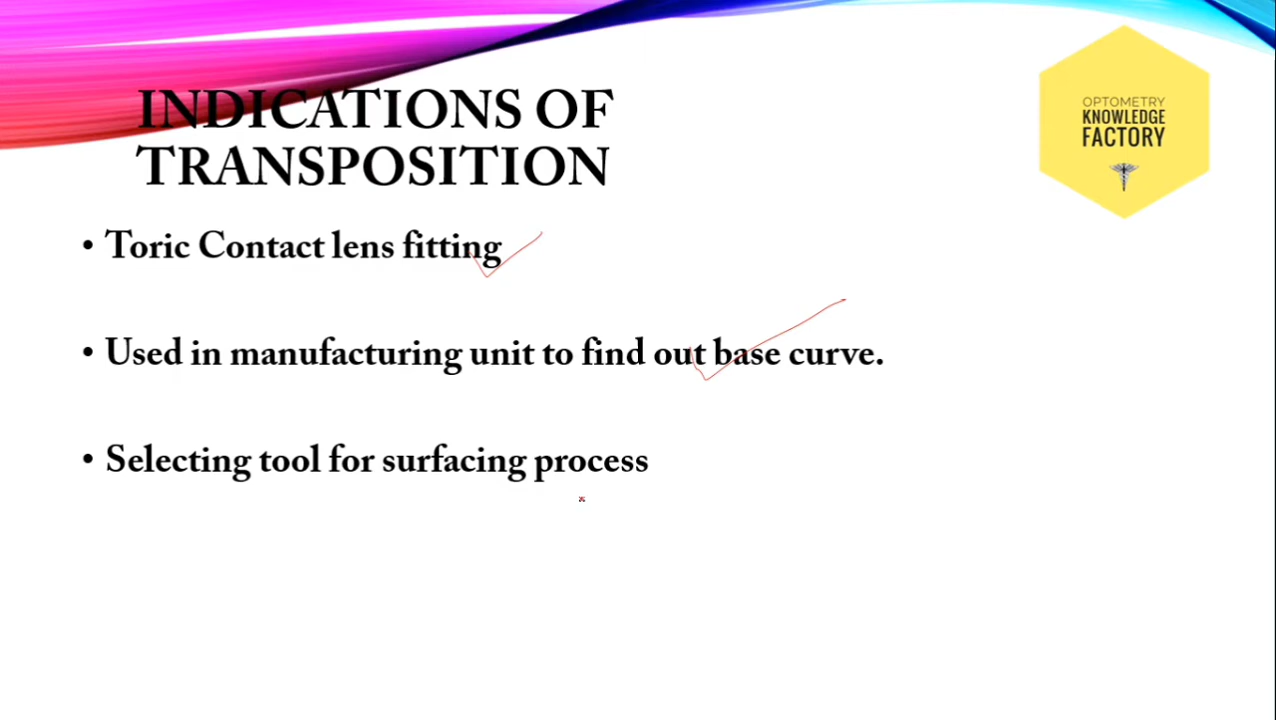 INDICATIONS OF
TRANSPOSITION
OPTOMETRY
KNOWLEDGE
FACTORY
• Toric Contact lens fitting
• Used in manufacturing unit to find out base curve.
• Selecting tool for surfacing process